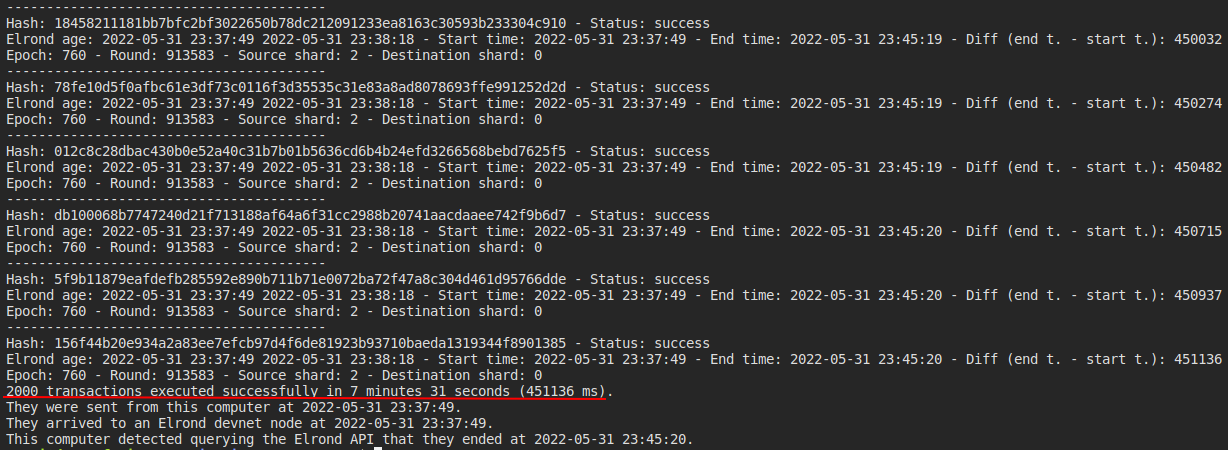 ----------------------------------------
Hash: 18458211181bb7bfc2bf3022650b78dc212091233ea8163c30593b233304c910 - Status: success
Elrond age: 2022-05-31 23:37:49 2022-05-31 23:38:18 - Start time: 2022-05-31 23:37:49 - End time: 2022-05-31 23:45:19 - Diff (end t. - start t.): 450032
Epoch: 760 - Round: 913583 - Source shard: 2 - Destination shard: 0
----------------------------------------
Hash: 78fe10d5f0afbc61e3df73c0116f3d35535c31e83a8ad8078693ffe991252d2d - Status: success
Elrond age: 2022-05-31 23:37:49 2022-05-31 23:38:18 - Start time: 2022-05-31 23:37:49 - End time: 2022-05-31 23:45:19 - Diff (end t. - start t.): 450274
Epoch: 760 - Round: 913583 - Source shard: 2 - Destination shard: 0
----------------------------------------
Hash: 012c8c28dbac430b0e52a40c31b7b01b5636cd6b4b24efd3266568bebd7625f5 - Status: success
Elrond age: 2022-05-31 23:37:49 2022-05-31 23:38:18 - Start time: 2022-05-31 23:37:49 - End time: 2022-05-31 23:45:19 - Diff (end t. - start t.): 450482
Epoch: 760 - Round: 913583 - Source shard: 2 - Destination shard: 0
----------------------------------------
Hash: db100068b7747240d21f713188af64a6f31cc2988b20741aacdaaee742f9b6d7 - Status: success
Elrond age: 2022-05-31 23:37:49 2022-05-31 23:38:18 - Start time: 2022-05-31 23:37:49 - End time: 2022-05-31 23:45:20 - Diff (end t. - start t.): 450715
Epoch: 760 - Round: 913583 - Source shard: 2 - Destination shard: 0
----------------------------------------
Hash: 5f9b11879eafdefb285592e890b711b71e0072ba72f47a8c304d461d95766dde - Status: success
Elrond age: 2022-05-31 23:37:49 2022-05-31 23:38:18 - Start time: 2022-05-31 23:37:49 - End time: 2022-05-31 23:45:20 - Diff (end t. - start t.): 450937
Epoch: 760 - Round: 913583 - Source shard: 2 - Destination shard: 0
----------------------------------------
Hash: 156f44b20e934a2a83ee7efcb97d4f6de81923b93710baeda1319344f8901385 - Status: success
Elrond age: 2022-05-31 23:37:49 2022-05-31 23:38:18 - Start time: 2022-05-31 23:37:49 - End time: 2022-05-31 23:45:20 - Diff (end t. - start t.): 451136
Epoch: 760 - Round: 913583 - Source shard: 2 - Destination shard: 0
2000 transactions executed successfully in 7 minutes 31 seconds (451136 ms).
They were sent from this computer at 2022-05-31 23:37:49.
They arrived to an Elrond devnet node at 2022-05-31 23:37:49.
This computer detected querying the Elrond API that they ended at 2022-05-31 23:45:20.